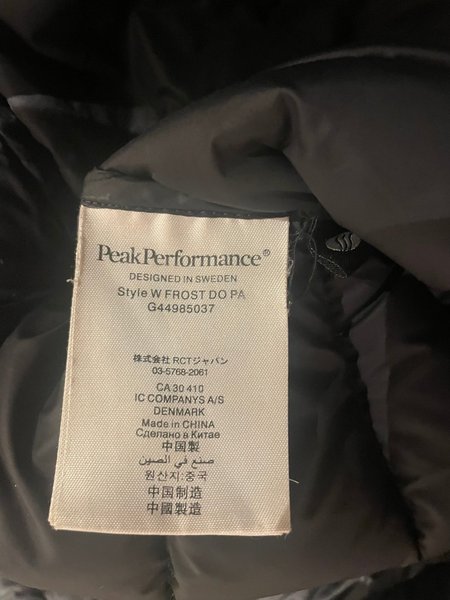 PeakPerformance®
DESIGNED IN SWEDEN
Style W FROST DO PA
G44985037
株式会社 RCTジャパン
03-5768-2061
CA 30 410
IC COMPANYS A/S
DENMARK
Made in CHINA
Сделано в Китае
中国製
صنع في الصين
원산지:중국
中国制造
中國製造